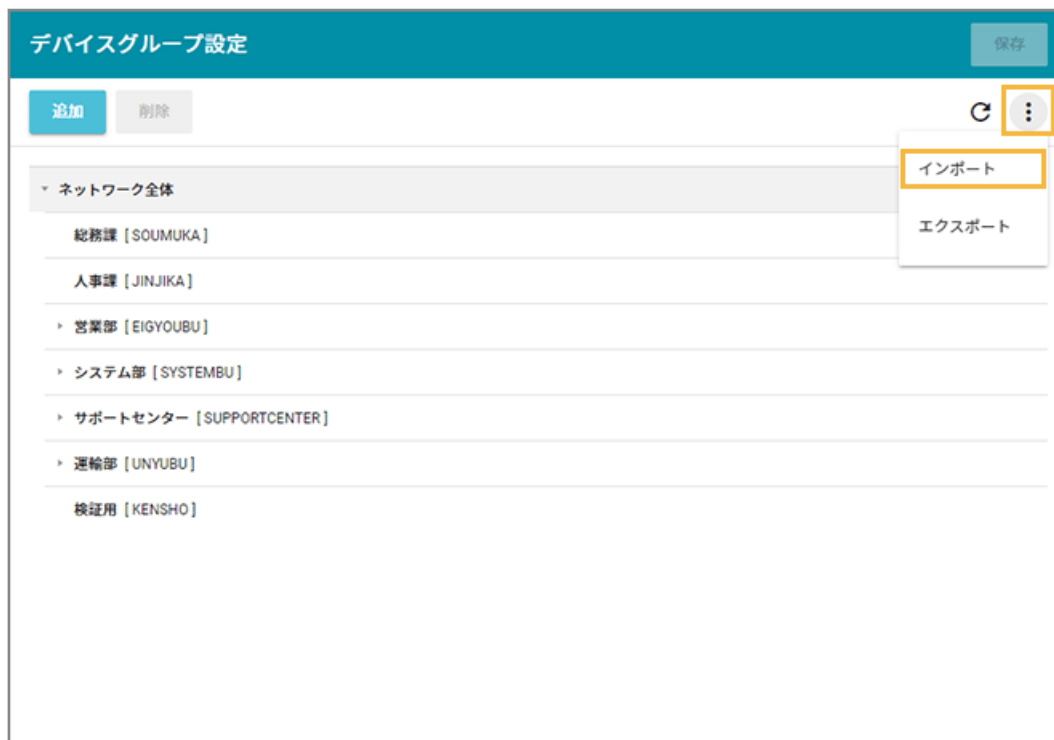 デバイスグループ設定
保存
追加 削除
インポート
エクスポート
ネットワーク全体
総務課 [ SOUMUKA ]
人事課 [ JINJIKA ]
営業部 [ EIGYOUBU ]
システム部 [ SYSTEMBU ]
サポートセンター [ SUPPORTCENTER ]
運輸部 [ UNYUBU ]
検証用 [ KENSHO ]